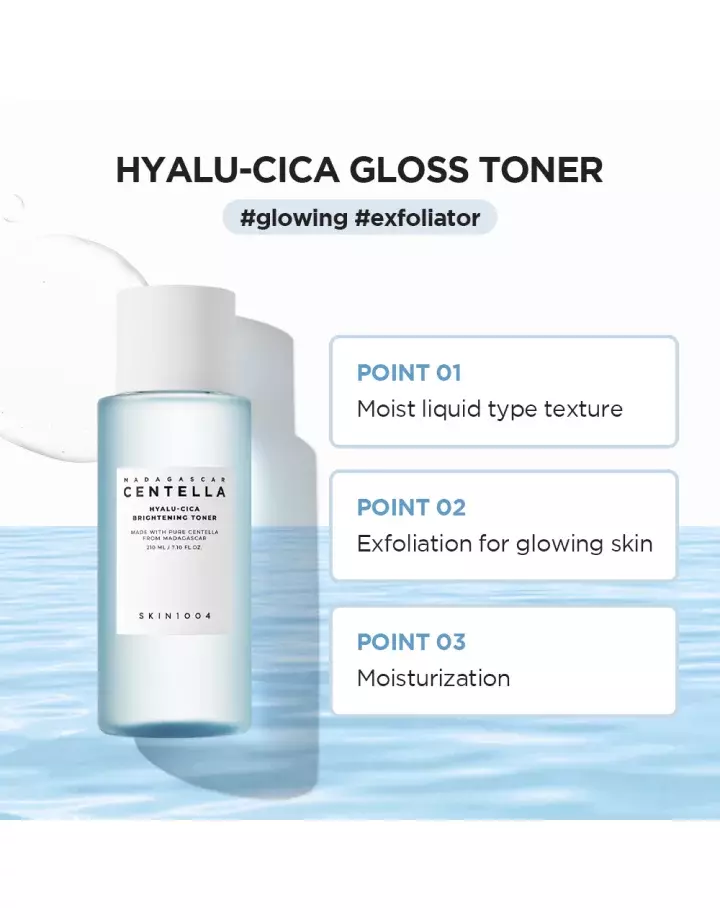 HYALU-CICA GLOSS TONER
#glowing #exfoliator
MADAGASCAR
CENTELLA
HYALU-CICA
BRIGHTENING TONER
MADE WITH PURE CENTELLA
FROM MADAGASCAR
210 ML / 7.10 FL.OZ.
SKIN1004
POINT 01
Moist liquid type texture
POINT 02
Exfoliation for glowing skin
POINT 03
Moisturization